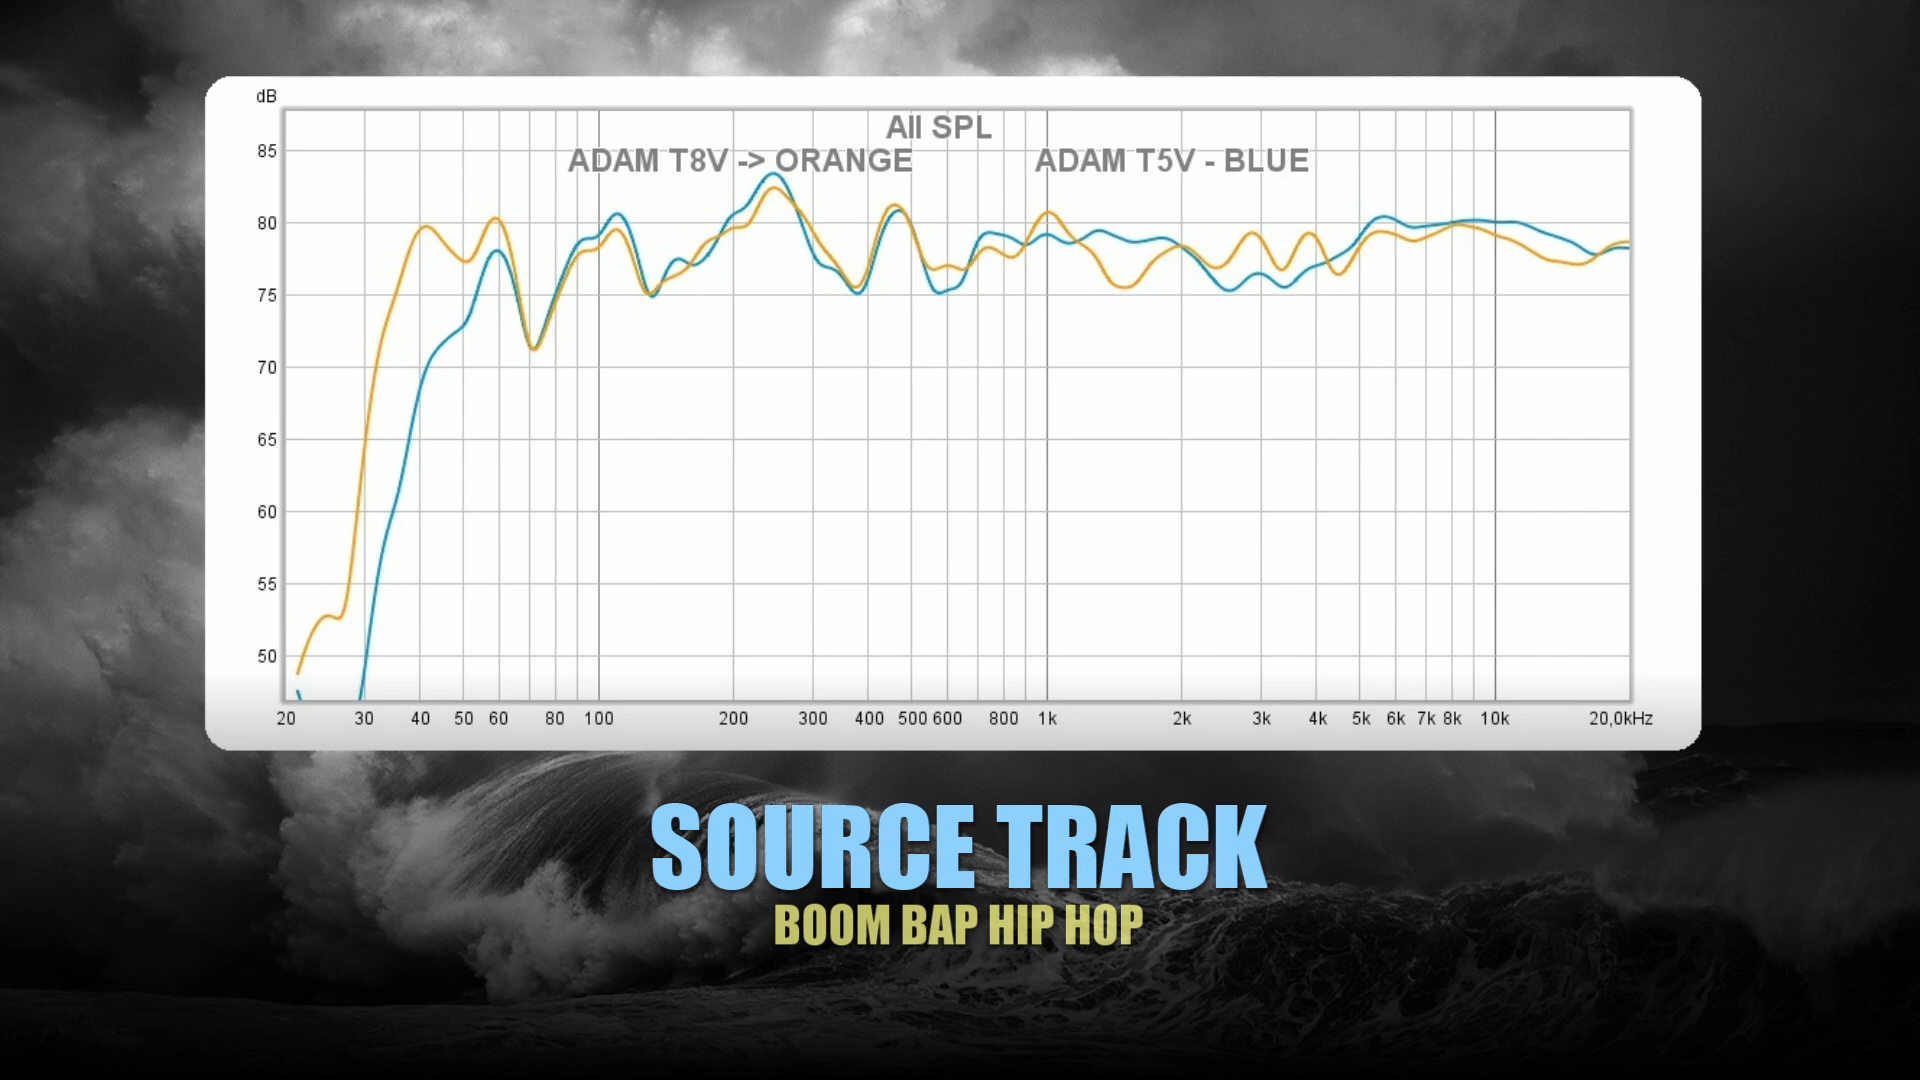 dB
All SPL
ADAM T8V -> ORANGE ADAM T5V - BLUE
85
80
75
70
65
60
55
50
20 30 40 50 60 80 100 200 300 400 500 600 800 1k 2k 3k 4k 5k 6k 7k 8k 10k 20,0kHz
SOURCE TRACK
BOOM BAP HIP HOP